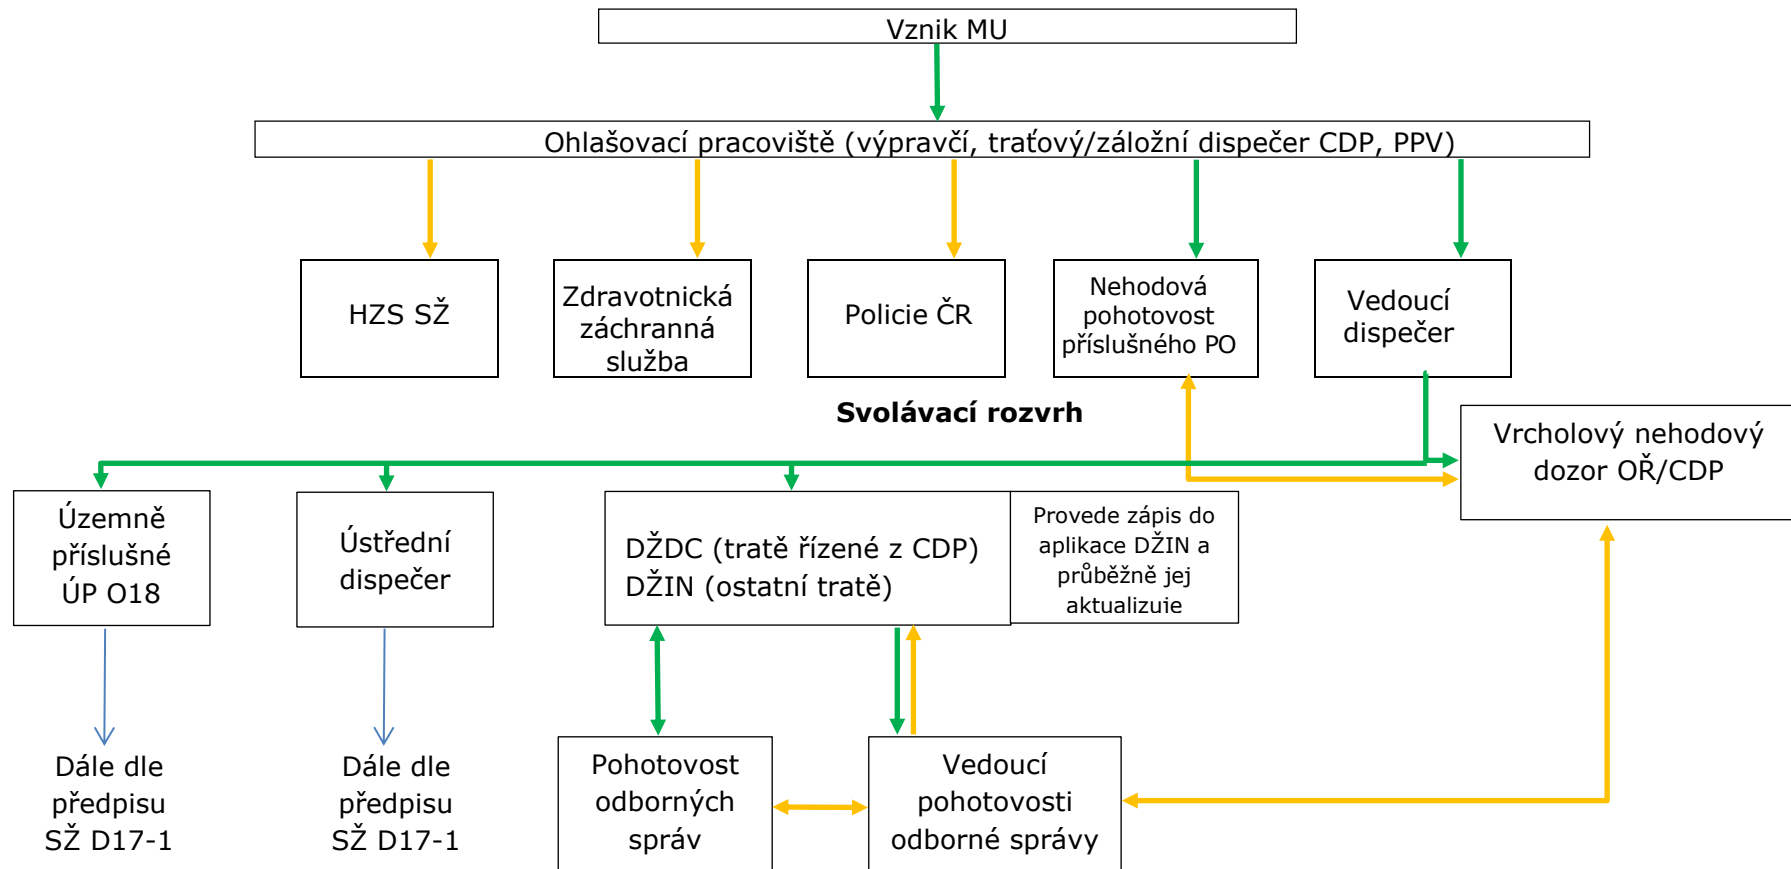 Vznik MU
Ohlašovací pracoviště (výpravčí, traťový/záložní dispečer CDP, PPV)
HZS SŽ
Zdravotnická
záchranná
služba
Policie ČR
Nehodová
pohotovost
příslušného PO
Vedoucí
dispečer
Svolávací rozvrh
Vrcholový nehodový
dozor OŘ/CDP
Územně
příslušné
ÚP O18
Ústřední
dispečer
DŽDC (tratě řízené z CDP)
DŽIN (ostatní tratě)
Provede zápis do
aplikace DŽIN a
průběžně jej
aktualizuie
Dále dle
předpisu
SŽ D17-1
Dále dle
předpisu
SŽ D17-1
Pohotovost
odborných
správ
Vedoucí
pohotovosti
odborné správy